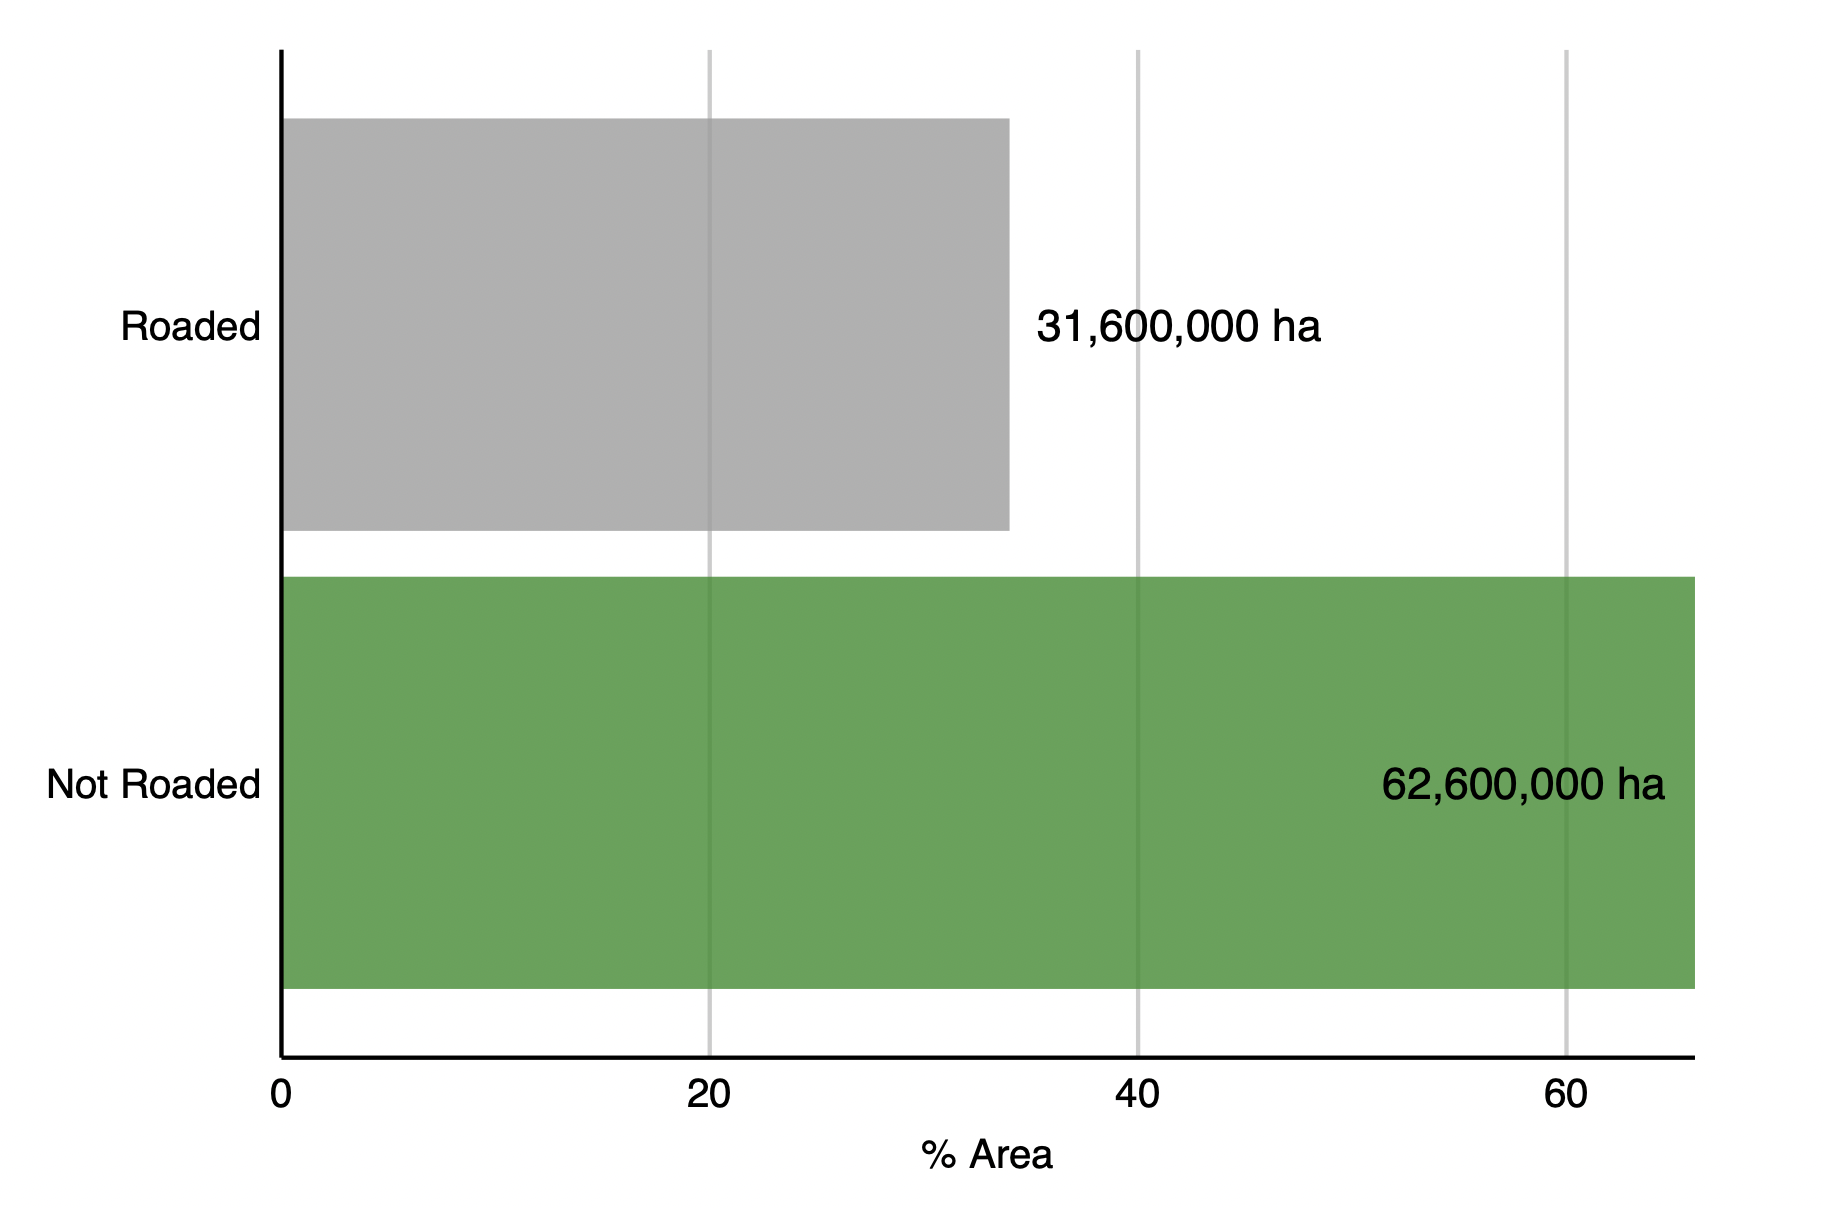 Roaded
31,600,000 ha
Not Roaded
62,600,000 ha
0 20 40 60
% Area